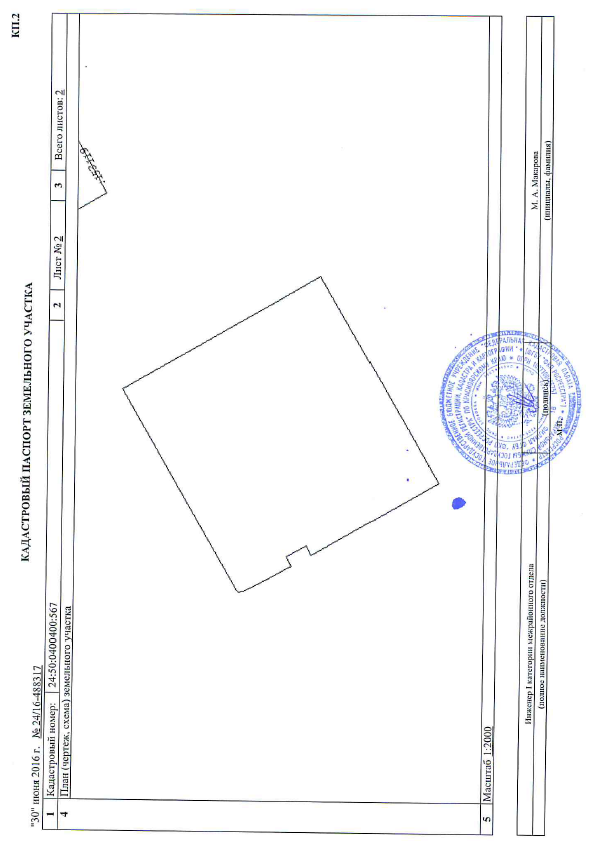 КП.2
КАДАСТРОВЫЙ ПАСПОРТ ЗЕМЕЛЬНОГО УЧАСТКА
"30" июня 2016 г. № 24/16-488317
1 Кадастровый номер: 24:50:0400400:567 2 Лист № 2 3 Всего листов: 2
4 План (чертеж, схема) земельного участка
5 Масштаб 1:2000
Инженер I категории межрайонного отдела М. А. Макарова
(полное наименование должности) (подпись) (инициалы, фамилия)
М.П.